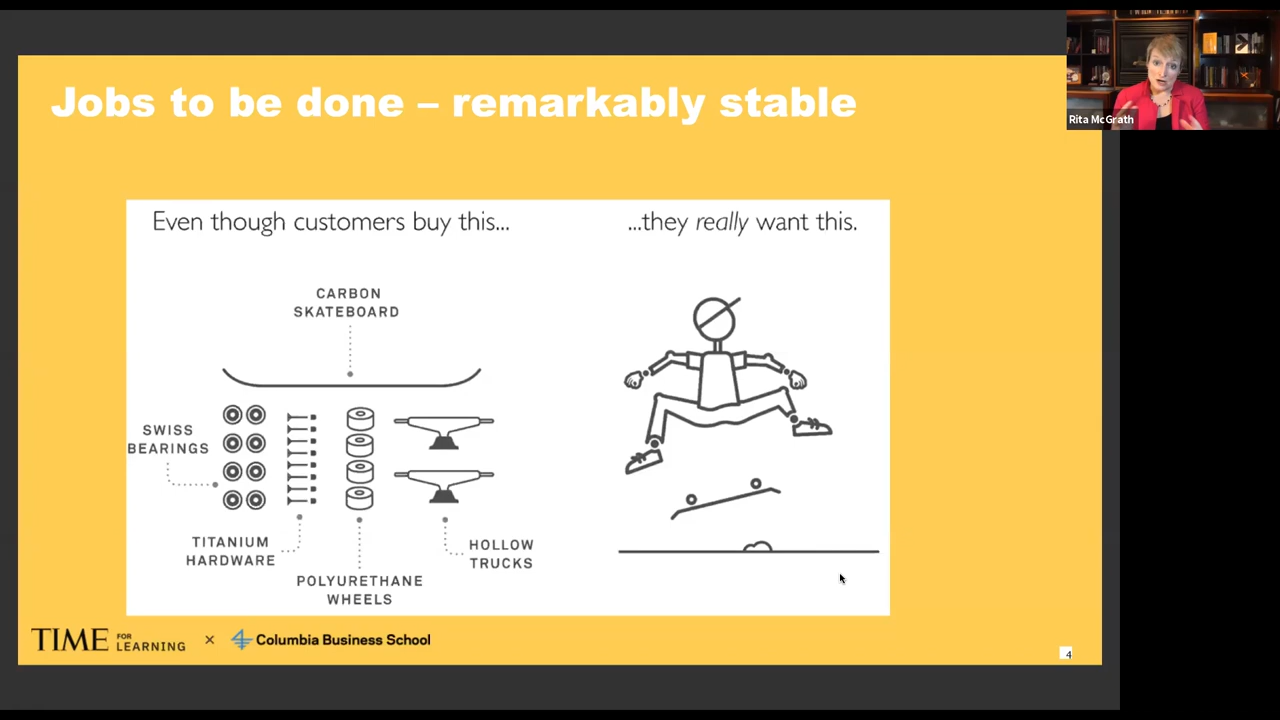 Jobs to be done – remarkably stable
Rita McGrath
Even though customers buy this...
...they really want this.
CARBON
SKATEBOARD
SWISS
BEARINGS
TITANIUM
HARDWARE
POLYURETHANE
WHEELS
HOLLOW
TRUCKS
TIME FOR LEARNING × Columbia Business School
4